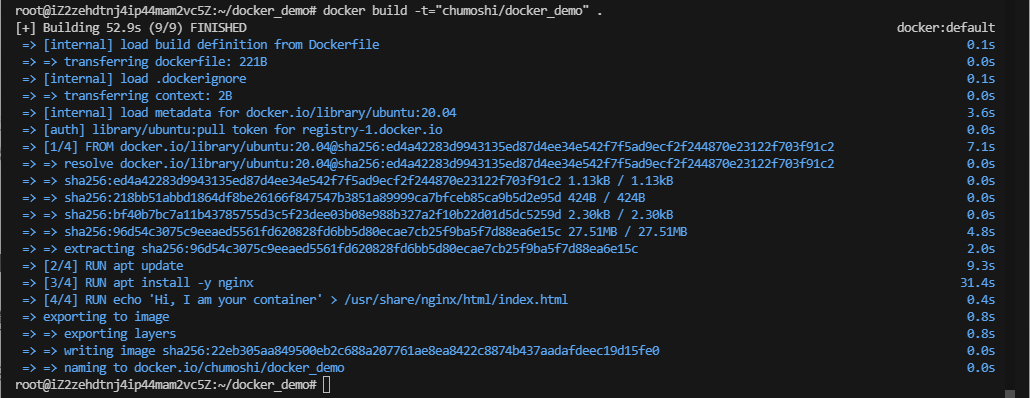 root@iZ2zehdtnj4ip44mam2vc5Z:~/docker_demo# docker build -t="chumoshi/docker_demo" .
[+] Building 52.9s (9/9) FINISHED docker:default
=> [internal] load build definition from Dockerfile 0.1s
=> => transferring dockerfile: 221B 0.0s
=> [internal] load .dockerignore 0.1s
=> => transferring context: 2B 0.0s
=> [internal] load metadata for docker.io/library/ubuntu:20.04 3.6s
=> [auth] library/ubuntu:pull token for registry-1.docker.io 0.0s
=> [1/4] FROM docker.io/library/ubuntu:20.04@sha256:ed4a42283d9943135ed87d4ee34e542f7f5ad9ecf2f244870e23122f703f91c2 7.1s
=> => resolve docker.io/library/ubuntu:20.04@sha256:ed4a42283d9943135ed87d4ee34e542f7f5ad9ecf2f244870e23122f703f91c2 0.0s
=> => sha256:ed4a42283d9943135ed87d4ee34e542f7f5ad9ecf2f244870e23122f703f91c2 1.13kB / 1.13kB 0.0s
=> => sha256:218bb51abbd1864df8be26166f847547b3851a89999ca7bfceb85ca9b5d2e95d 424B / 424B 0.0s
=> => sha256:bf40b7bc7a11b43785755d3c5f23dee03b08e988b327a2f10b22d01d5dc5259d 2.30kB / 2.30kB 0.0s
=> => sha256:96d54c3075c9eeaed5561fd620828fd6bb5d80ecae7cb25f9ba5f7d88ea6e15c 27.51MB / 27.51MB 4.8s
=> => extracting sha256:96d54c3075c9eeaed5561fd620828fd6bb5d80ecae7cb25f9ba5f7d88ea6e15c 2.0s
=> [2/4] RUN apt update 9.3s
=> [3/4] RUN apt install -y nginx 31.4s
=> [4/4] RUN echo 'Hi, I am your container' > /usr/share/nginx/html/index.html 0.4s
=> exporting to image 0.8s
=> => exporting layers 0.8s
=> => writing image sha256:22eb305aa849500eb2c688a207761ae8ea8422c8874b437aadafdeec19d15fe0 0.0s
=> => naming to docker.io/chumoshi/docker_demo 0.0s
root@iZ2zehdtnj4ip44mam2vc5Z:~/docker_demo#